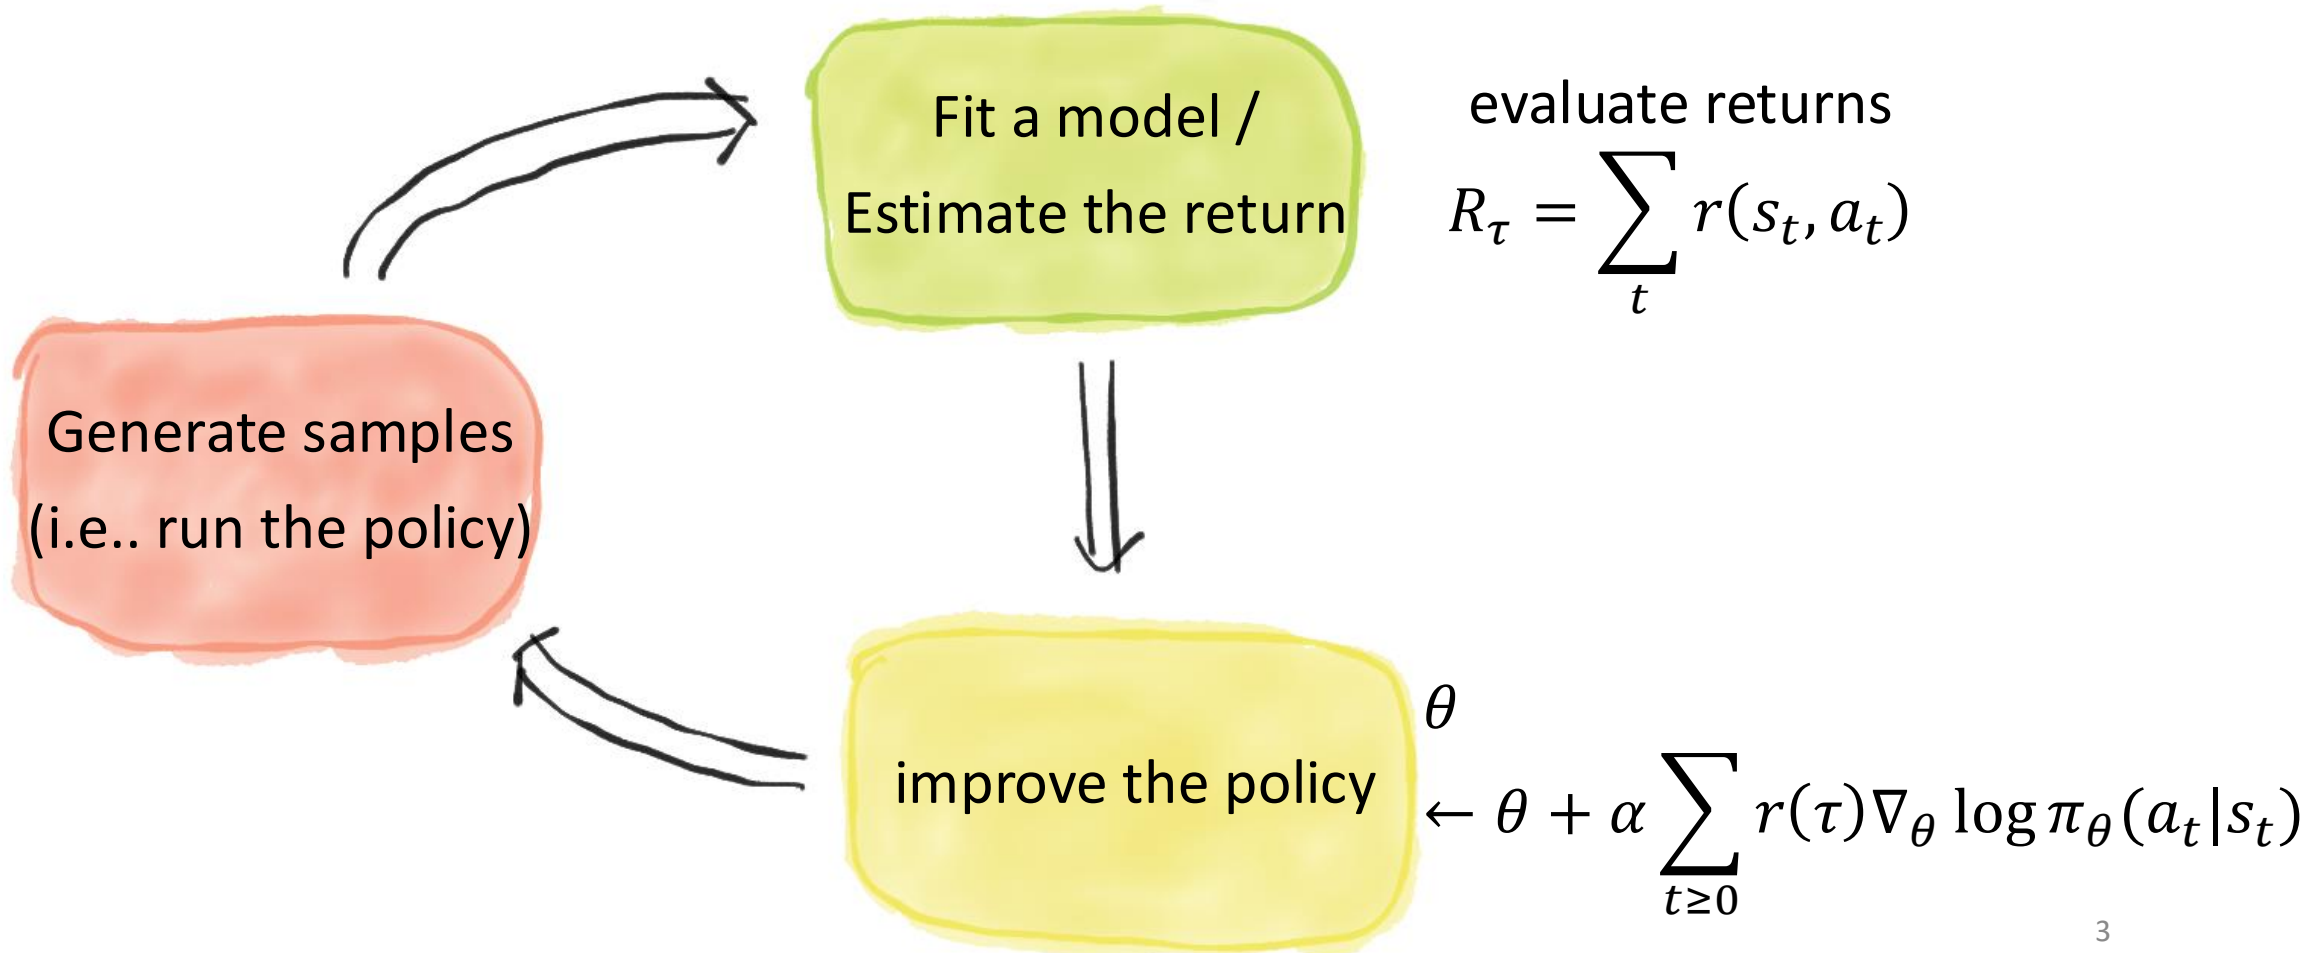 Fit a model /
Estimate the return
evaluate returns
R_τ = ∑_t r(s_t, a_t)
Generate samples
(i.e.. run the policy)
improve the policy
θ
← θ + α ∑_{t≥0} r(τ)∇_θ log π_θ(a_t|s_t)
3